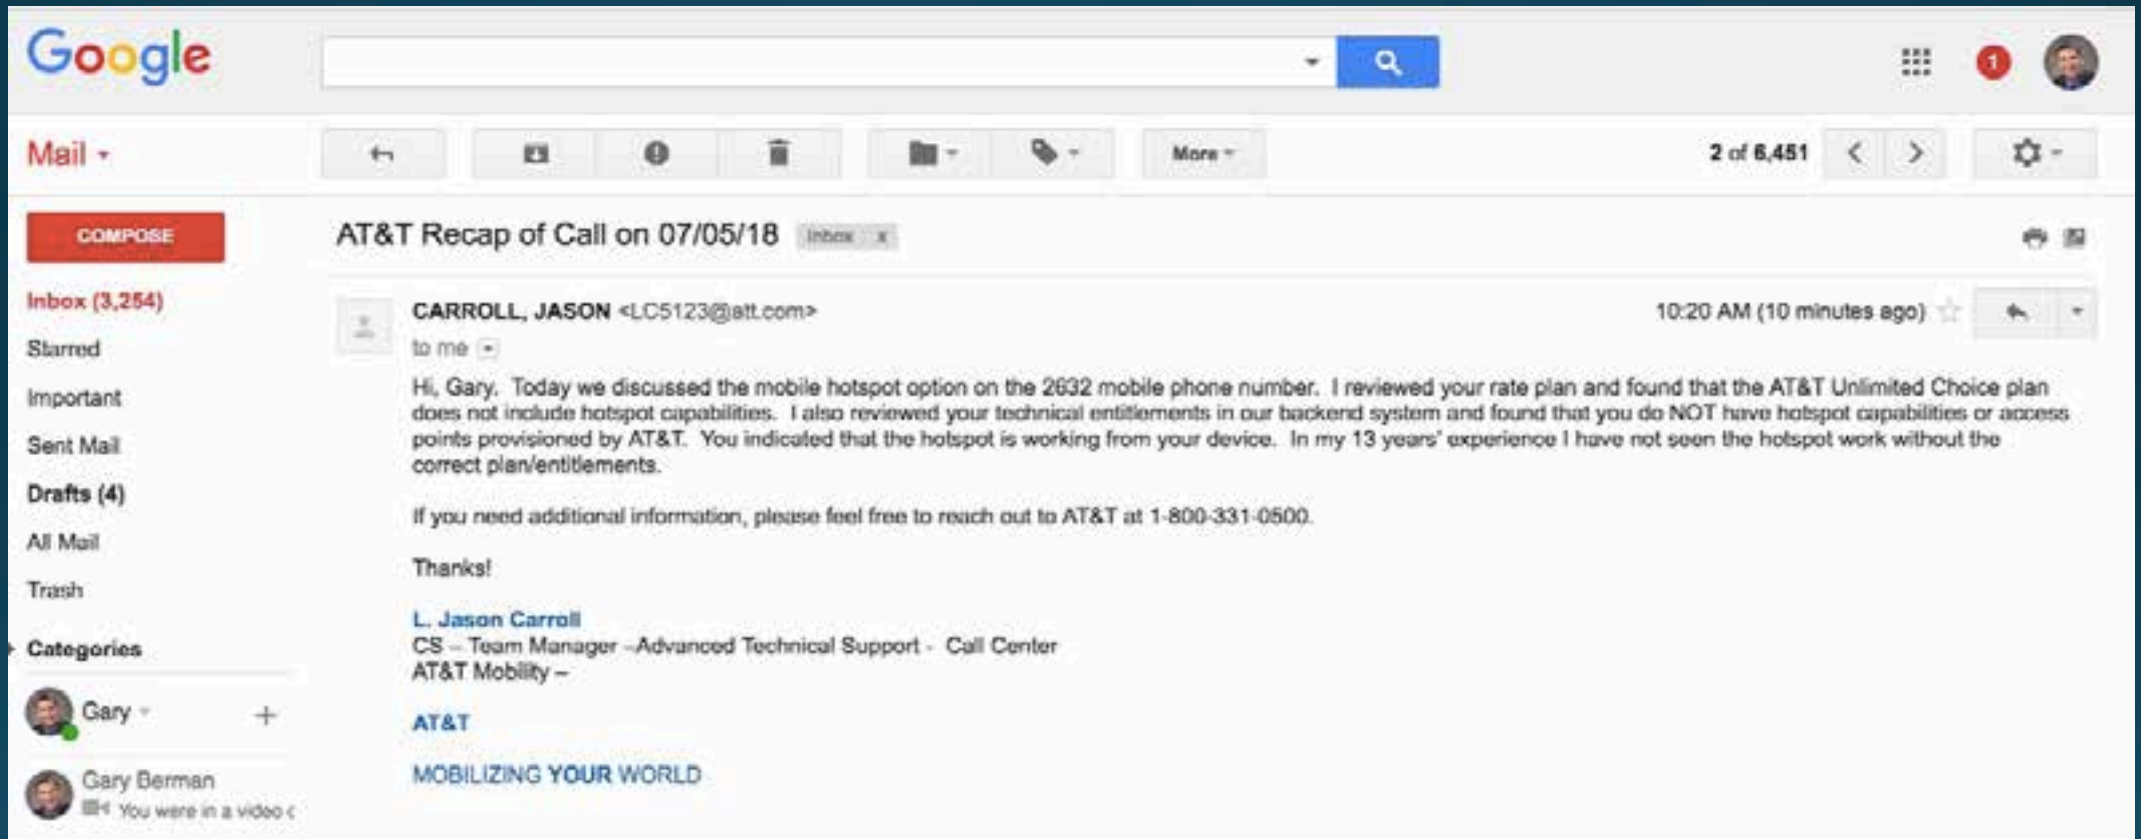 Google
1
Mail
More
2 of 6,451
COMPOSE
AT&T Recap of Call on 07/05/18 Inbox x
Inbox (3,254)
Starred
Important
Sent Mail
Drafts (4)
All Mail
Trash
Categories
Gary
Gary Berman
You were in a video c
CARROLL, JASON <LC5123@att.com>
10:20 AM (10 minutes ago)
to me
Hi, Gary. Today we discussed the mobile hotspot option on the 2632 mobile phone number. I reviewed your rate plan and found that the AT&T Unlimited Choice plan
does not include hotspot capabilities. I also reviewed your technical entitlements in our backend system and found that you do NOT have hotspot capabilities or access
points provisioned by AT&T. You indicated that the hotspot is working from your device. In my 13 years' experience I have not seen the hotspot work without the
correct plan/entitlements.
If you need additional information, please feel free to reach out to AT&T at 1-800-331-0500.
Thanks!
L. Jason Carroll
CS – Team Manager –Advanced Technical Support - Call Center
AT&T Mobility –
AT&T
MOBILIZING YOUR WORLD